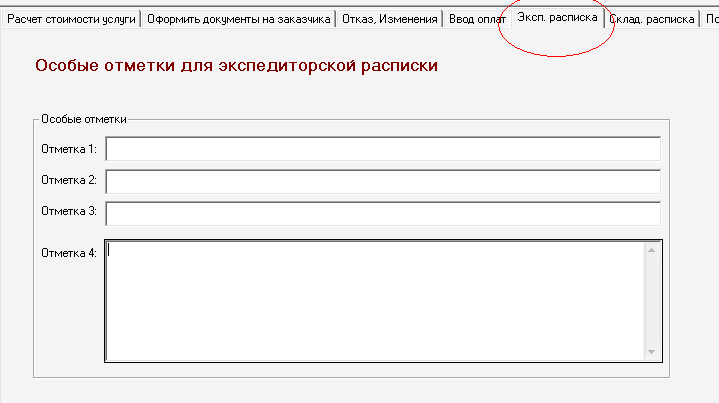 Расчет стоимости услуги Оформить документы на заказчика Отказ, Изменения Ввод оплат Эксп. расписка Склад. расписка По
Особые отметки для экспедиторской расписки
Особые отметки
Отметка 1:
Отметка 2:
Отметка 3:
Отметка 4: